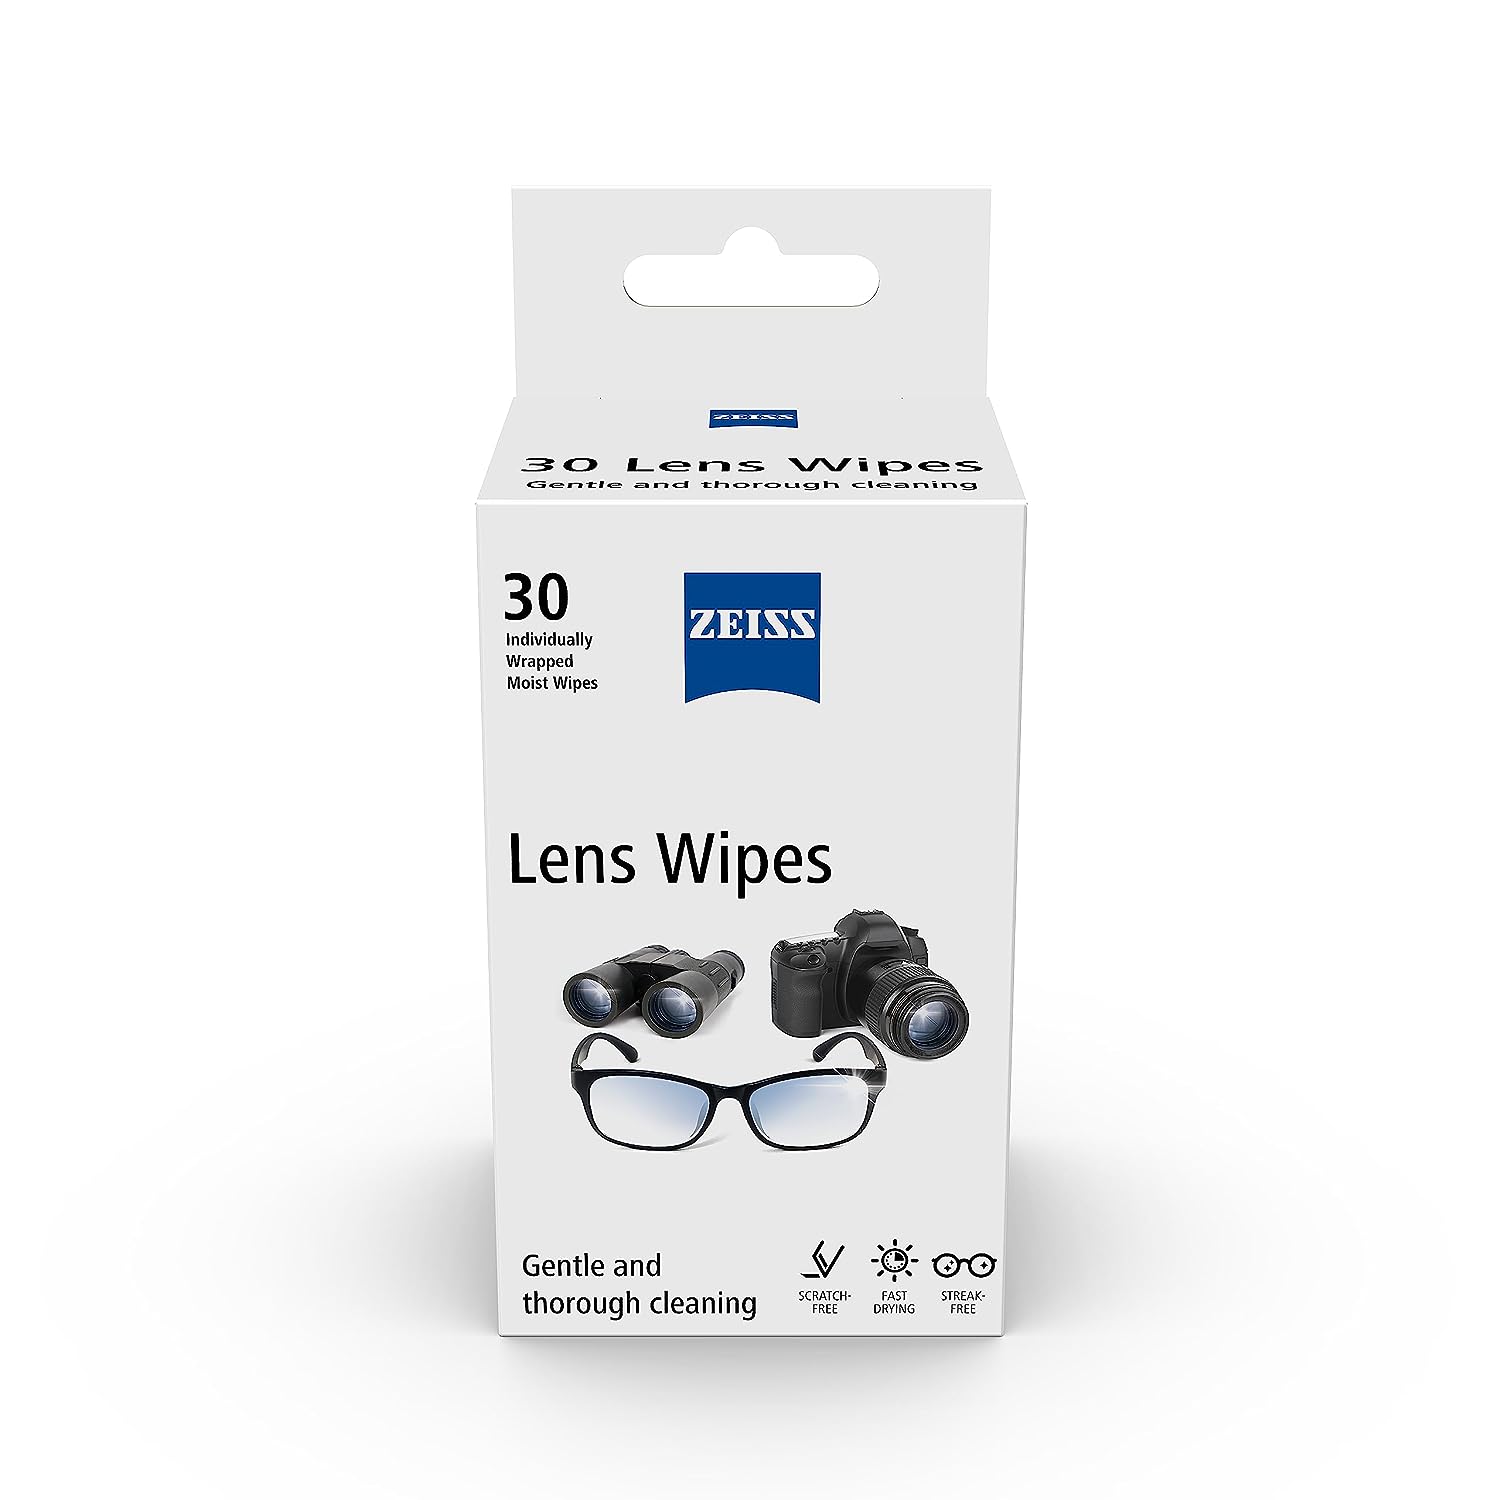 ZEISS
30 Lens Wipes
Gentle and thorough cleaning
30
Individually
Wrapped
Moist Wipes
ZEISS
Lens Wipes
Gentle and
thorough cleaning
SCRATCH-
FREE
FAST
DRYING
STREAK-
FREE